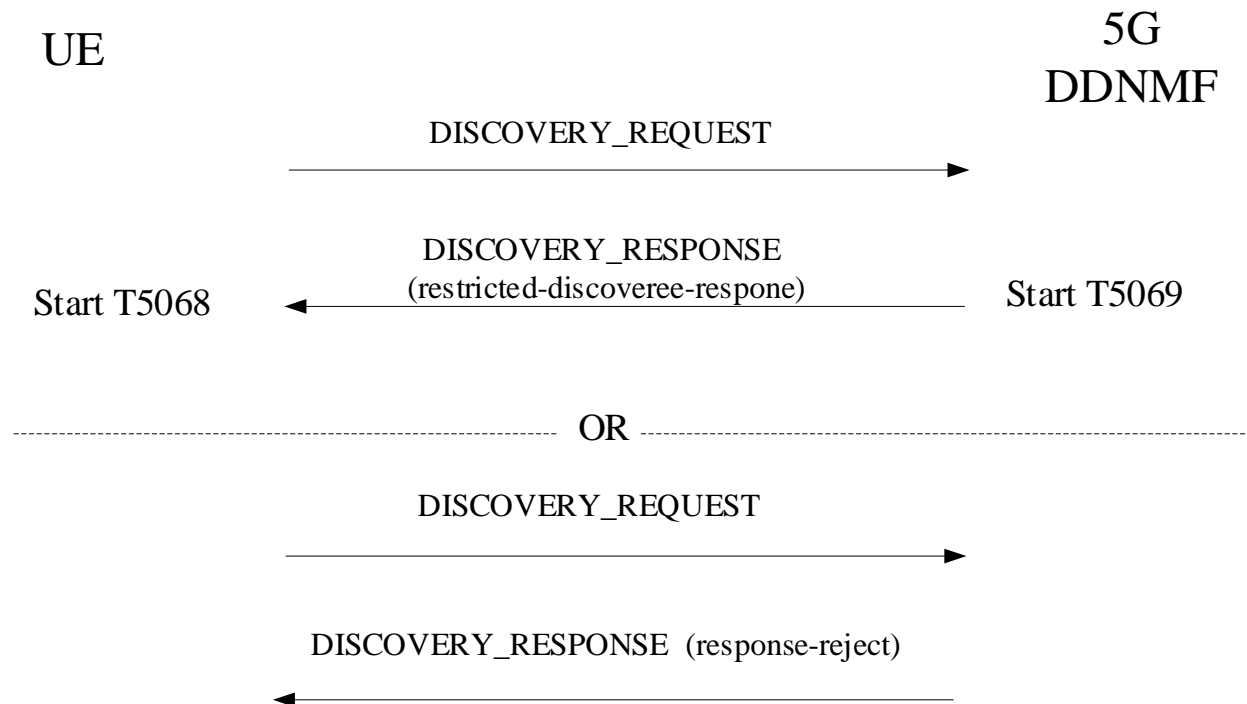 UE
5G
DDNMF
DISCOVERY_REQUEST
DISCOVERY_RESPONSE
(restricted-discoveree-respone)
Start T5068
Start T5069
OR
DISCOVERY_REQUEST
DISCOVERY_RESPONSE (response-reject)